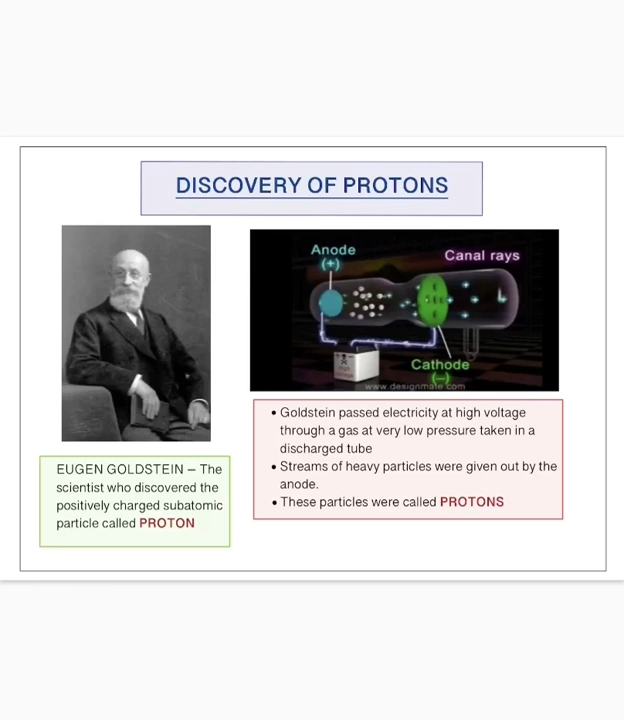 DISCOVERY OF PROTONS
Anode
(+)
Canal rays
Cathode
(–)
www.designmate.com
EUGEN GOLDSTEIN – The
scientist who discovered the
positively charged subatomic
particle called PROTON
• Goldstein passed electricity at high voltage
through a gas at very low pressure taken in a
discharged tube
• Streams of heavy particles were given out by the
anode.
• These particles were called PROTONS